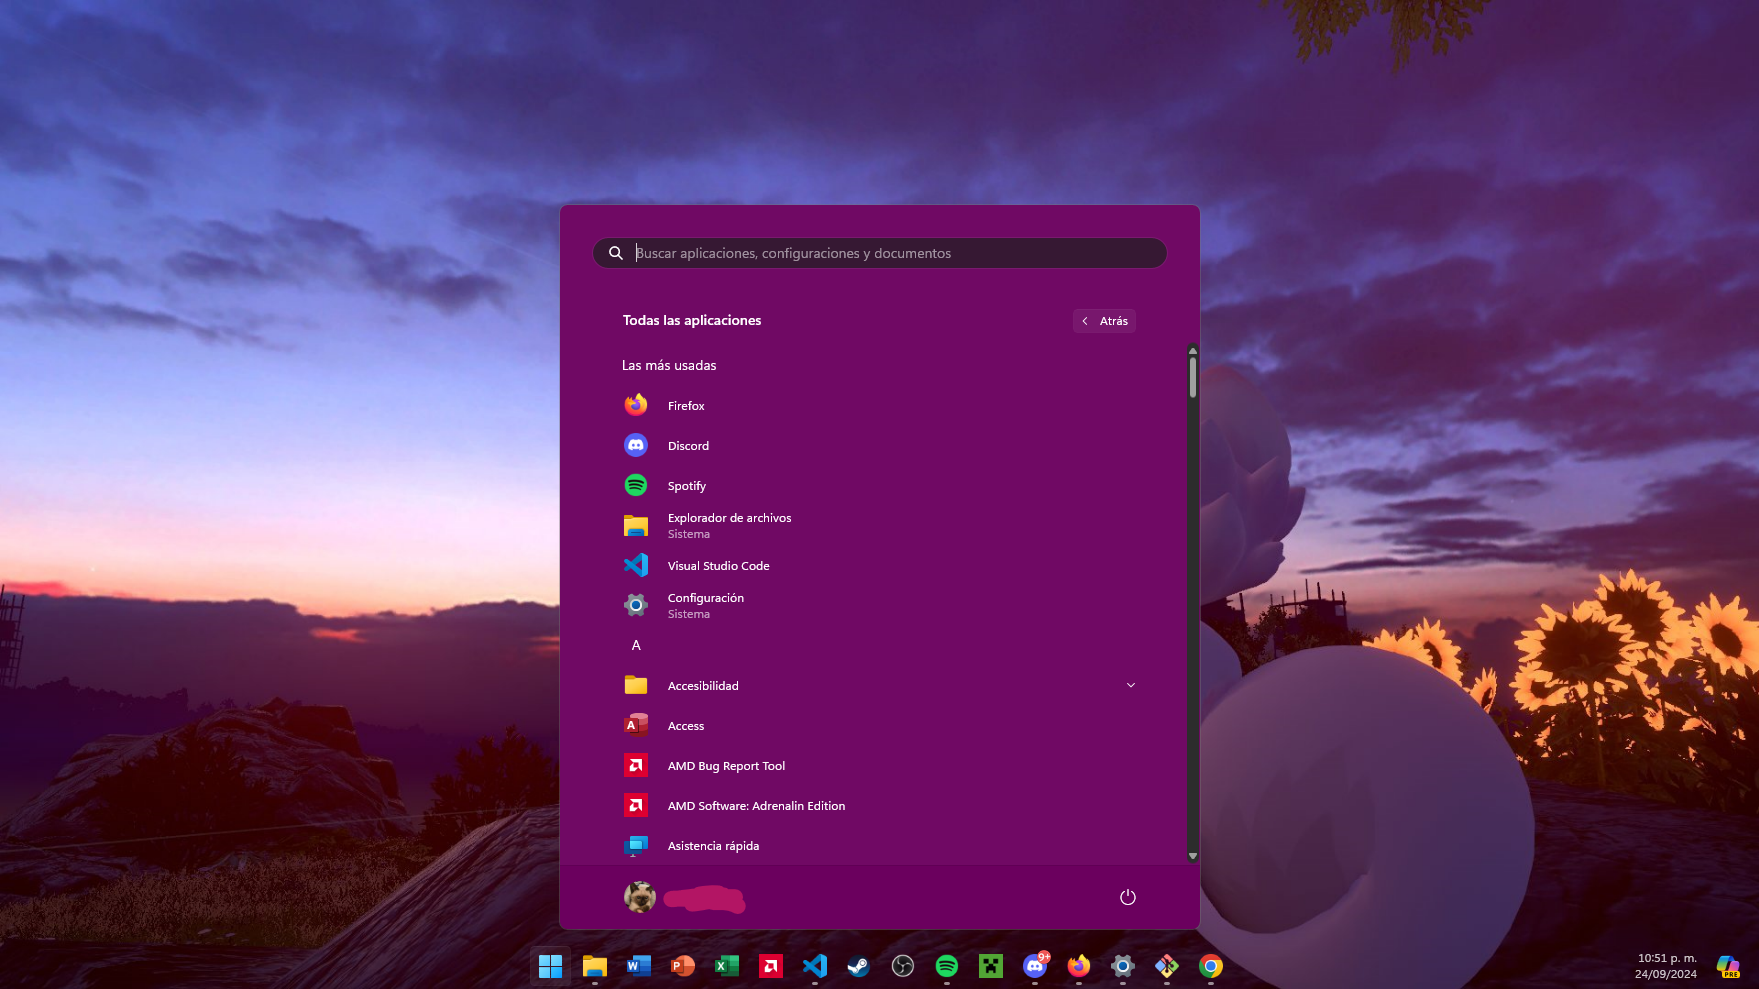 Buscar aplicaciones, configuraciones y documentos
Todas las aplicaciones
Atrás
Las más usadas
Firefox
Discord
Spotify
Explorador de archivos
Sistema
Visual Studio Code
Configuración
Sistema
A
Accesibilidad
A
Access
AMD Bug Report Tool
AMD Software: Adrenalin Edition
Asistencia rápida
W
P
X
9+
10:51 p. m.
24/09/2024
PRE